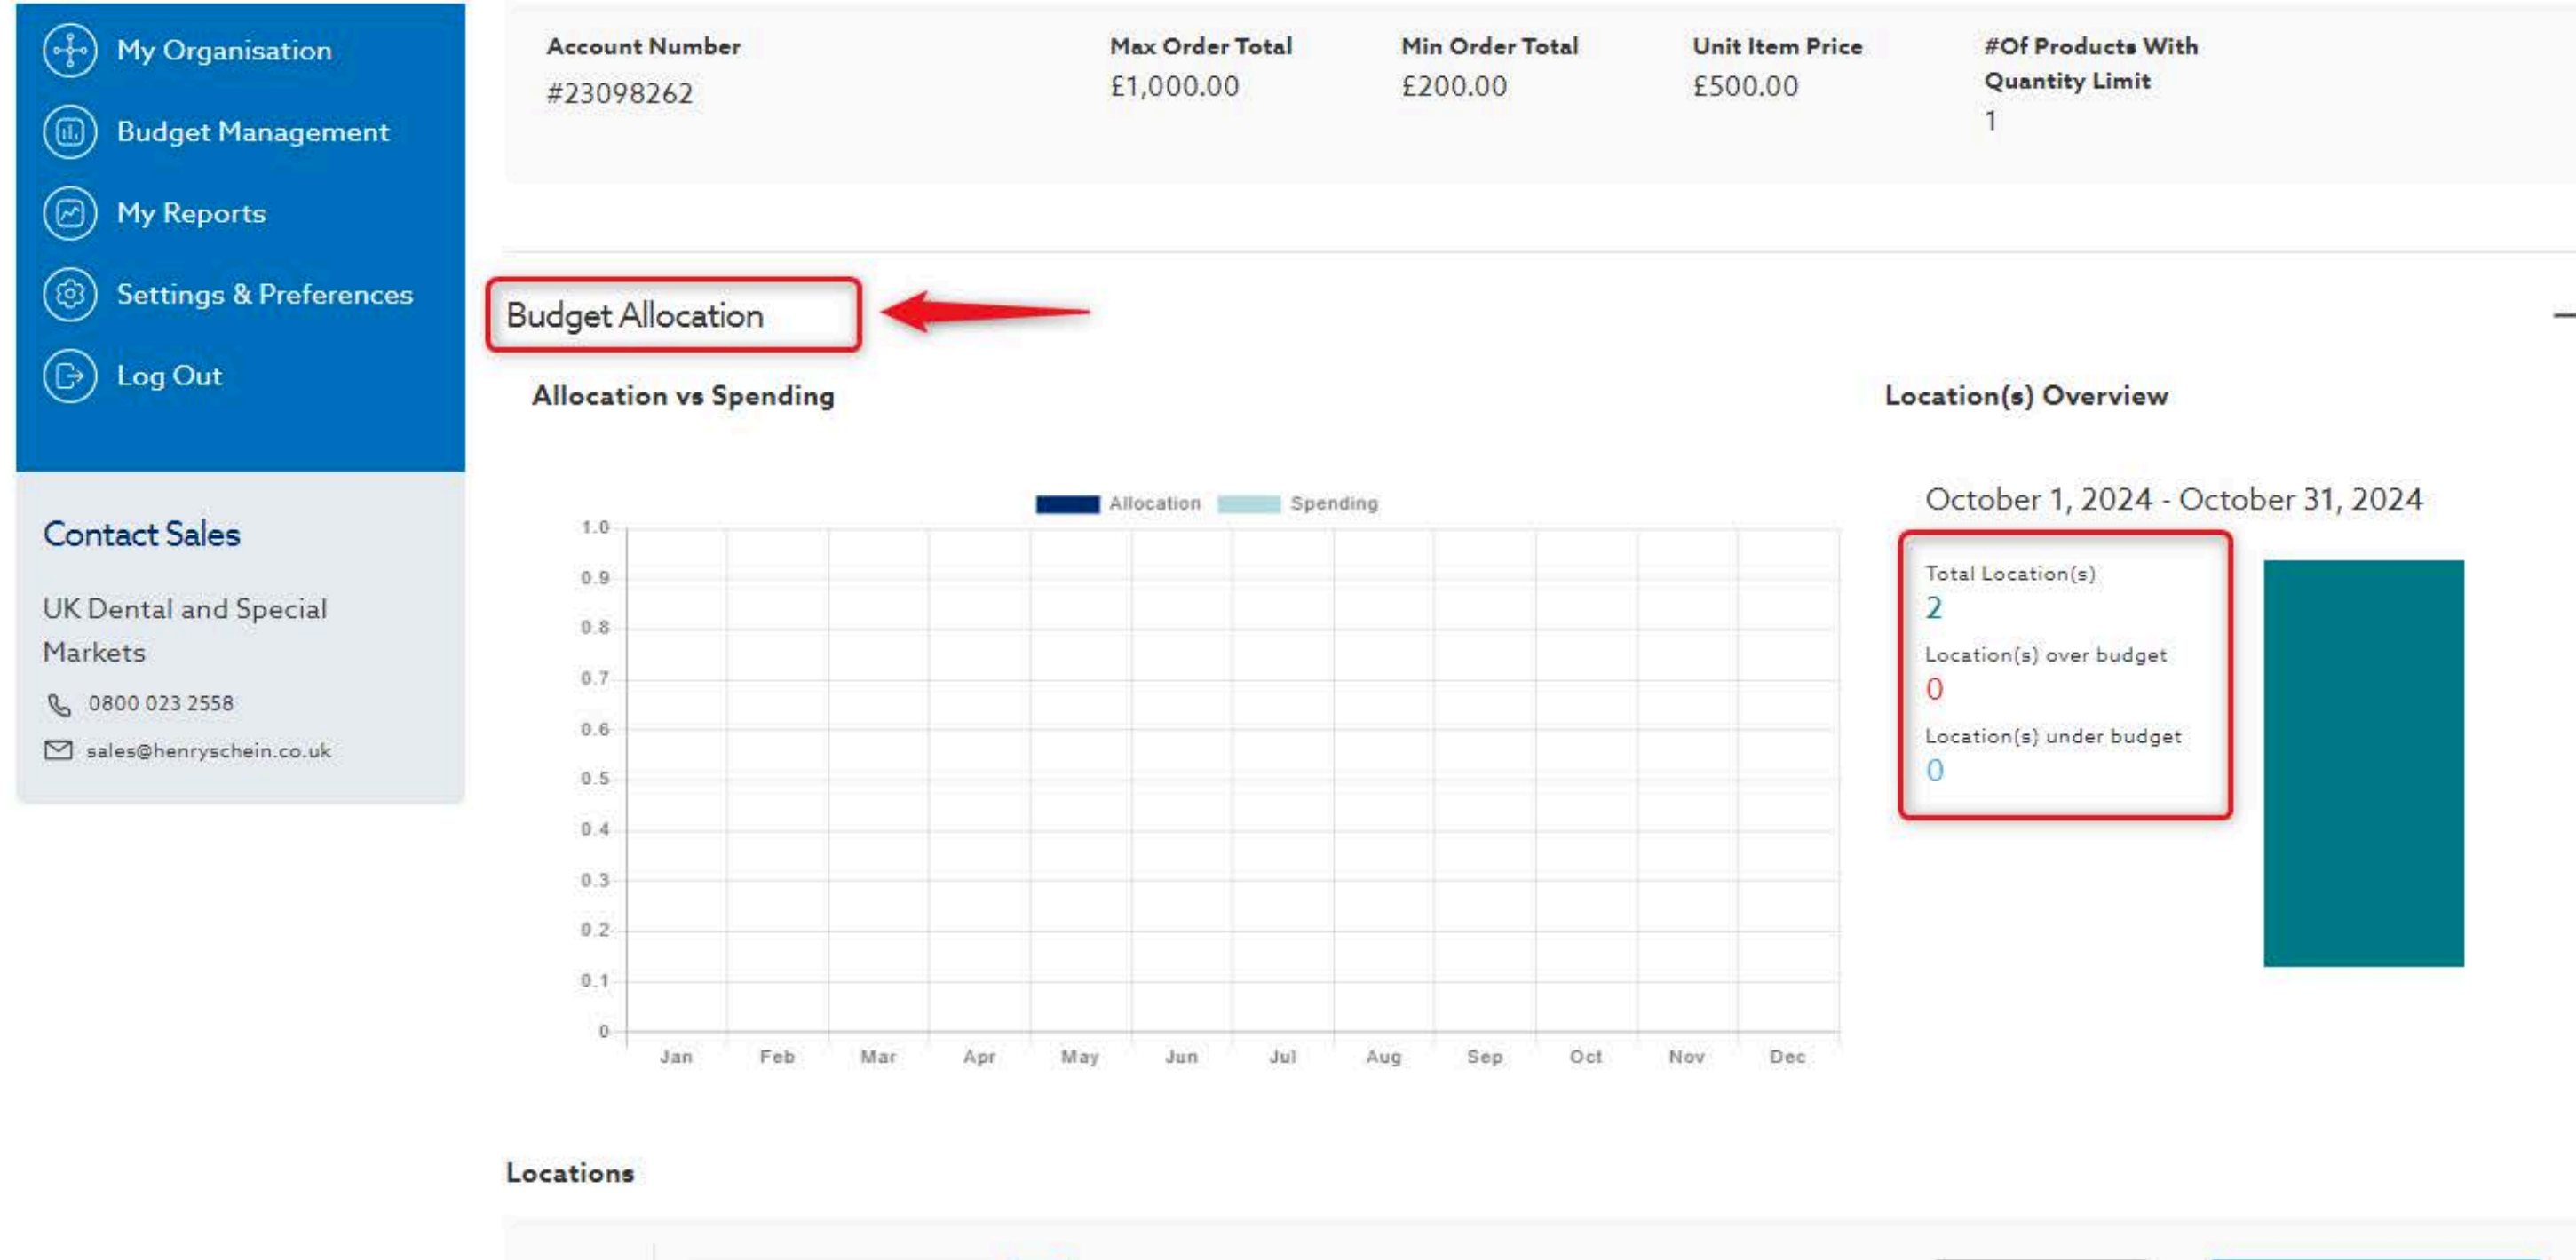 My Organisation
Budget Management
My Reports
Settings & Preferences
Log Out
Contact Sales
UK Dental and Special
Markets
0800 023 2558
sales@henryschein.co.uk
Account Number
#23098262
Max Order Total
£1,000.00
Min Order Total
£200.00
Unit Item Price
£500.00
#Of Products With
Quantity Limit
1
Budget Allocation
Allocation vs Spending
Allocation Spending
1.0
0.9
0.8
0.7
0.6
0.5
0.4
0.3
0.2
0.1
0
Jan Feb Mar Apr May Jun Jul Aug Sep Oct Nov Dec
Location(s) Overview
October 1, 2024 - October 31, 2024
Total Location(s)
2
Location(s) over budget
0
Location(s) under budget
0
Locations